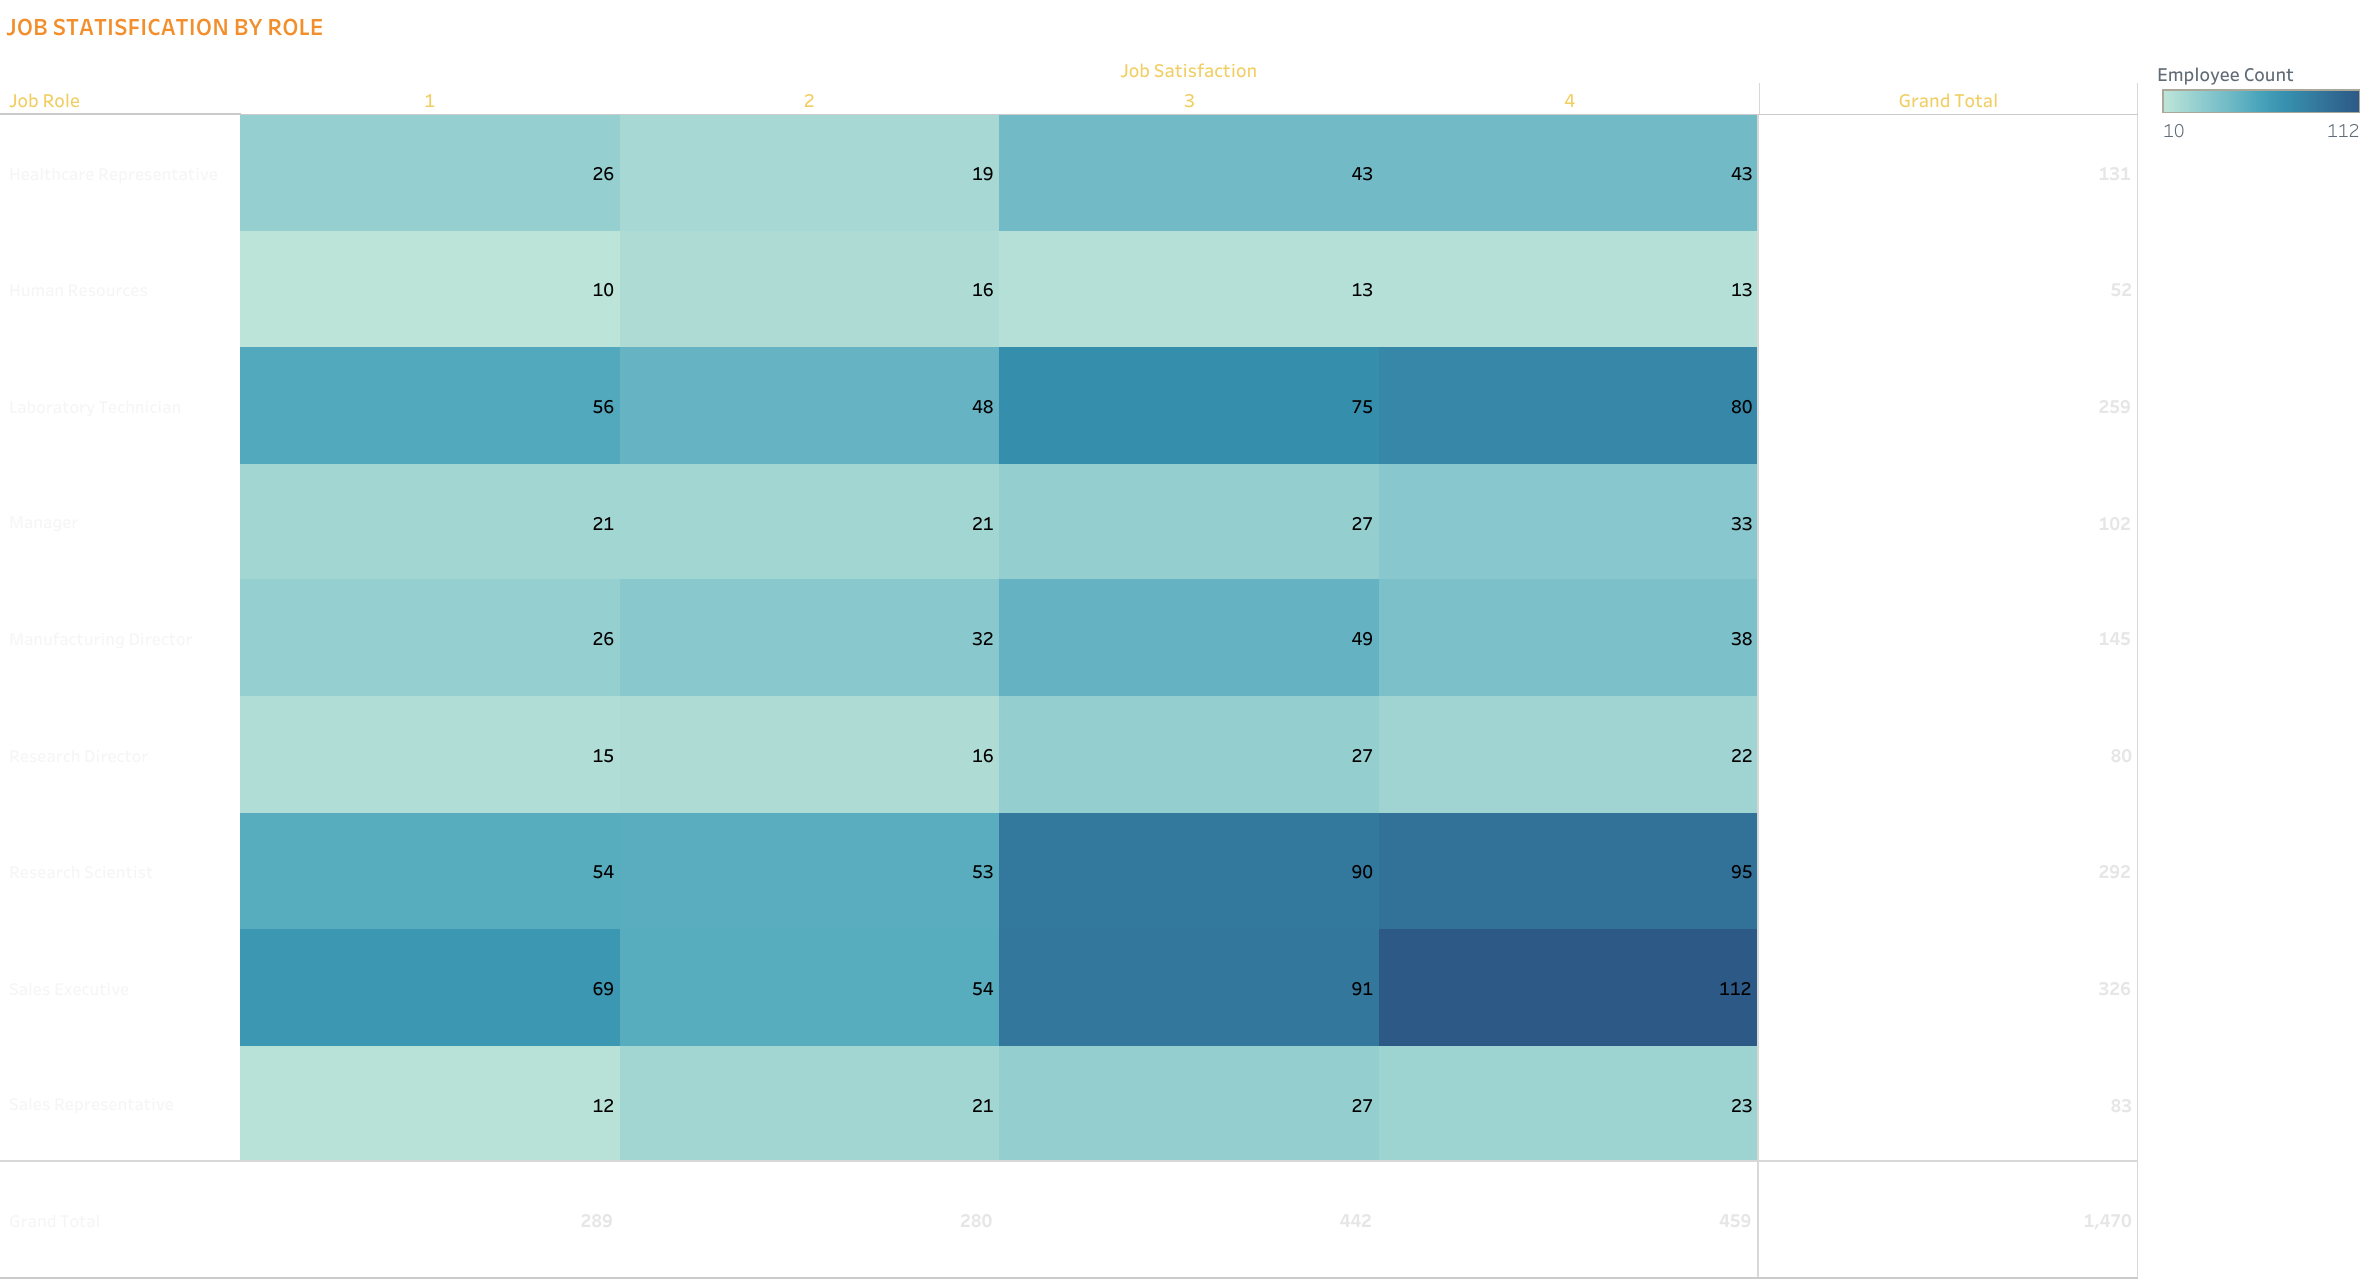 JOB STATISFICATION BY ROLE
Job Satisfaction
Employee Count
Job Role 1 2 3 4 Grand Total
10 112
Healthcare Representative 26 19 43 43 131
Human Resources 10 16 13 13 52
Laboratory Technician 56 48 75 80 259
Manager 21 21 27 33 102
Manufacturing Director 26 32 49 38 145
Research Director 15 16 27 22 80
Research Scientist 54 53 90 95 292
Sales Executive 69 54 91 112 326
Sales Representative 12 21 27 23 83
Grand Total 289 280 442 459 1,470